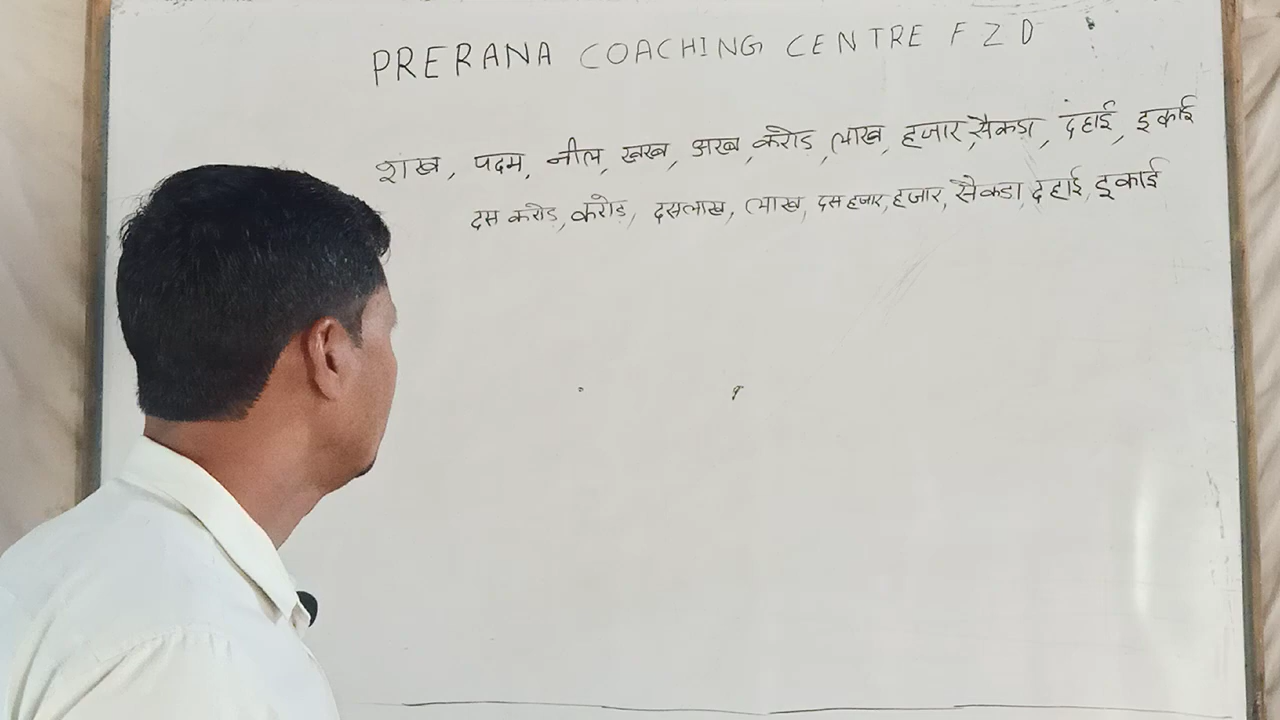 PRERANA COACHING CENTRE FZD
शंख, पदम, नील, खरब, अरब, करोड़, लाख, हजार, सैकडा, दहाई, इकाई
दस करोड़, करोड़, दसलाख, लाख, दस हजार, हजार, सैकडा, दहाई, इकाई